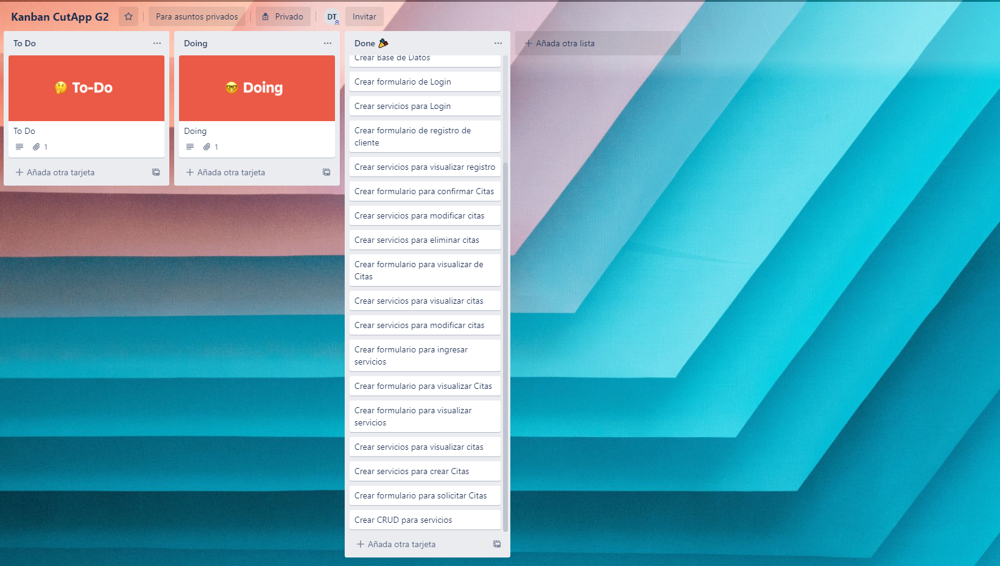 Kanban CutApp G2
Para asuntos privados
Privado
DT
Invitar
To Do
To-Do
To Do
1
Añada otra tarjeta
Doing
Doing
Doing
1
Añada otra tarjeta
Done
Crear Base de Datos
Crear formulario de Login
Crear servicios para Login
Crear formulario de registro de
cliente
Crear servicios para visualizar registro
Crear formulario para confirmar Citas
Crear servicios para modificar citas
Crear servicios para eliminar citas
Crear formulario para visualizar de
Citas
Crear servicios para visualizar citas
Crear servicios para modificar citas
Crear formulario para ingresar
servicios
Crear formulario para visualizar Citas
Crear formulario para visualizar
servicios
Crear servicios para visualizar citas
Crear servicios para crear Citas
Crear formulario para solicitar Citas
Crear CRUD para servicios
Añada otra tarjeta
Añada otra lista